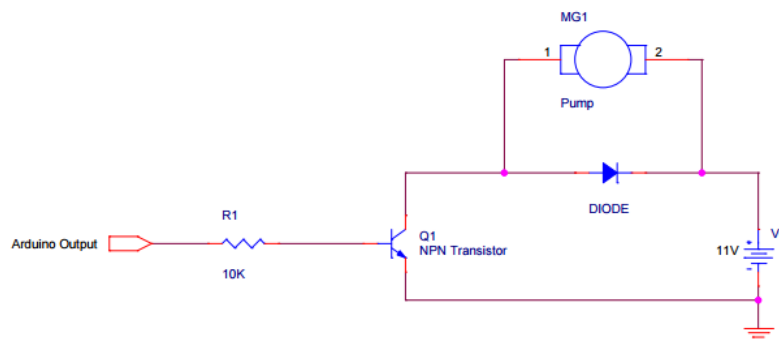 MG1
1
2
Pump
DIODE
R1
10K
Arduino Output
Q1
NPN Transistor
V
11V
+
-